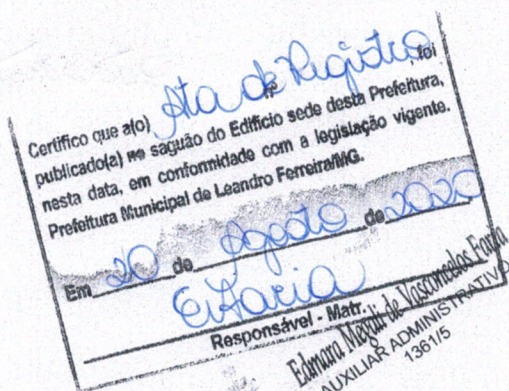 Certifico que a(o) Ata de Registro nº , foi
publicado(a) no saguão do Edifício sede desta Prefeitura,
nesta data, em conformidade com a legislação vigente.
Prefeitura Municipal de Leandro Ferreira/MG.
Em 20 de Agosto de 2020
Responsável - Matr.:
Edmara Magali de Vasconcelos Faria
AUXILIAR ADMINISTRATIVO
1361/5